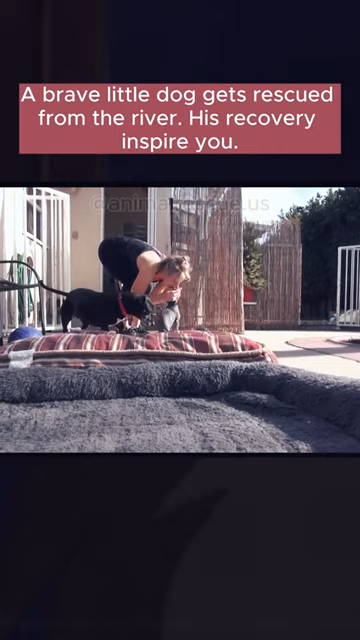 A brave little dog gets rescued
from the river. His recovery
inspire you.